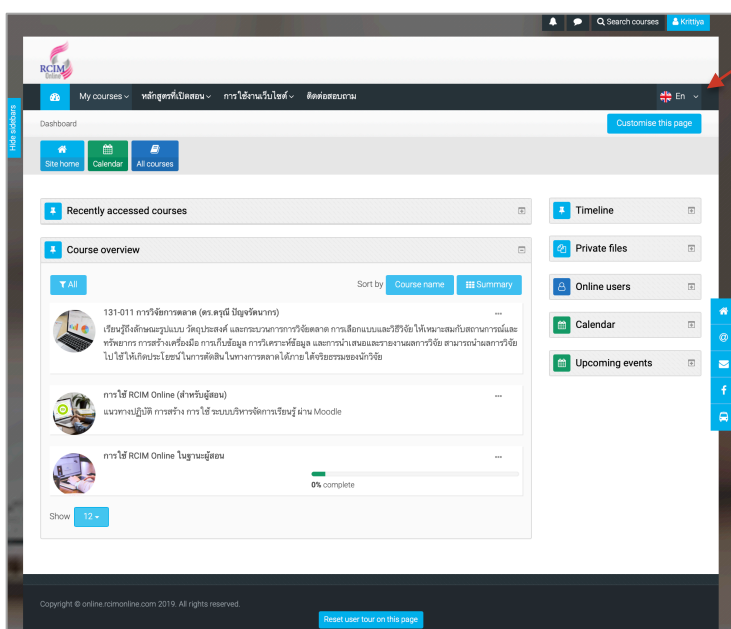 Search courses
Krittiya
RCIM
Online
My courses
หลักสูตรที่เปิดสอน
การใช้งานเว็บไซต์
ติดต่อสอบถาม
En
Hide sidebars
Dashboard
Customise this page
Site home
Calendar
All courses
Recently accessed courses
Course overview
All
Sort by
Course name
Summary
131-011 การวิจัยการตลาด (ดร.ดรุณี ปัญจรัตนากร)
เรียนรู้ถึงลักษณะรูปแบบ วัตถุประสงค์ และกระบวนการการวิจัยตลาด การเลือกแบบและวิธีวิจัย ให้เหมาะสมกับสถานการณ์และ
ทรัพยากร การสร้างเครื่องมือ การเก็บข้อมูล การวิเคราะห์ข้อมูล และการนำเสนอและรายงานผลการวิจัย สามารถนำผลการวิจัย
ไปใช้ให้เกิดประโยชน์ในการตัดสินในทางการตลาดได้ภายใต้จริยธรรมของนักวิจัย
การใช้ RCIM Online (สำหรับผู้สอน)
แนวทางปฏิบัติ การสร้าง การใช้ ระบบบริหารจัดการเรียนรู้ ผ่าน Moodle
การใช้ RCIM Online ในฐานะผู้สอน
0% complete
Show
12
Timeline
Private files
Online users
Calendar
Upcoming events
Copyright © online.rcimonline.com 2019. All rights reserved.
Reset user tour on this page